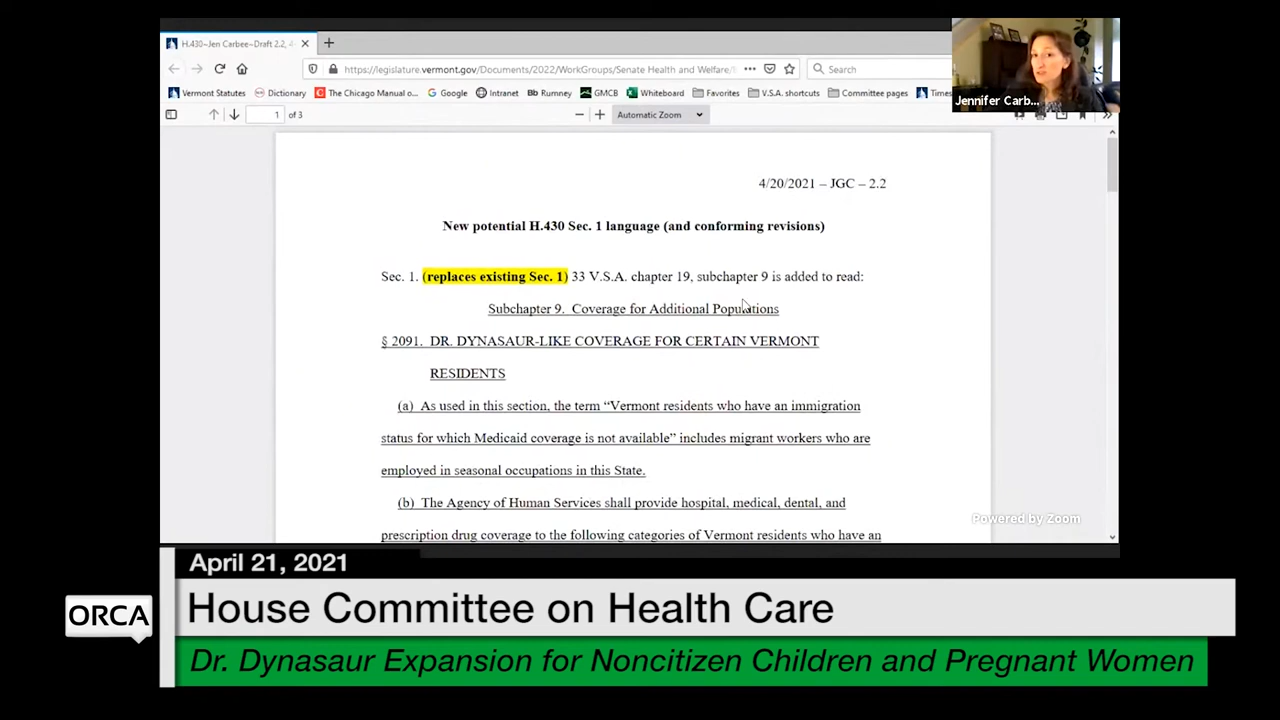 H.430~Jen Carbee~Draft 2.2, 4
https://legislature.vermont.gov/Documents/2022/WorkGroups/Senate Health and Welfare/
Search
Vermont Statutes Dictionary The Chicago Manual o... Google Intranet Bb Rumney GMCB Whiteboard Favorites V.S.A. shortcuts Committee pages Times
Jennifer Carb...
1 of 3
Automatic Zoom
4/20/2021 – JGC – 2.2
New potential H.430 Sec. 1 language (and conforming revisions)
Sec. 1. (replaces existing Sec. 1) 33 V.S.A. chapter 19, subchapter 9 is added to read:
Subchapter 9. Coverage for Additional Populations
§ 2091. DR. DYNASAUR-LIKE COVERAGE FOR CERTAIN VERMONT
RESIDENTS
(a) As used in this section, the term “Vermont residents who have an immigration
status for which Medicaid coverage is not available” includes migrant workers who are
employed in seasonal occupations in this State.
(b) The Agency of Human Services shall provide hospital, medical, dental, and
prescription drug coverage to the following categories of Vermont residents who have an
Powered by Zoom
April 21, 2021
ORCA
House Committee on Health Care
Dr. Dynasaur Expansion for Noncitizen Children and Pregnant Women